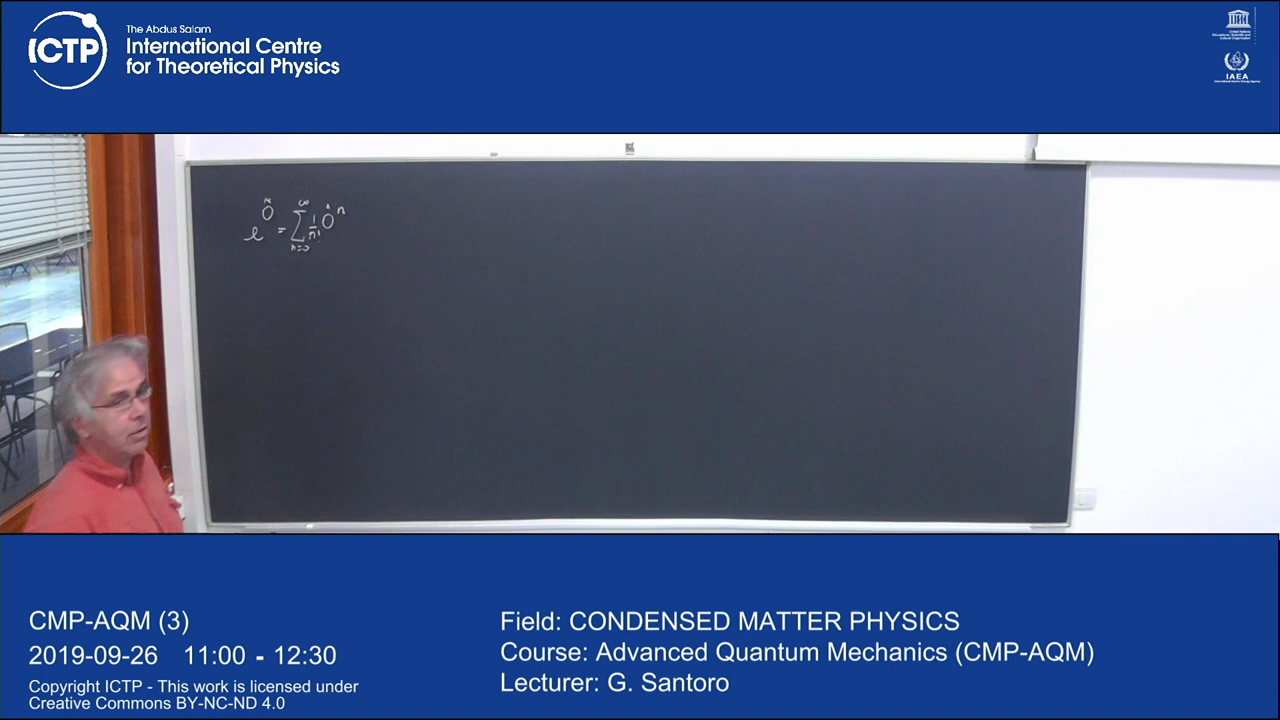 ICTP
The Abdus Salam
International Centre
for Theoretical Physics
IAEA
e^Ô = ∑_{n=0}^{∞} 1/n! Ô^n
CMP-AQM (3)
2019-09-26 11:00 - 12:30
Copyright ICTP - This work is licensed under
Creative Commons BY-NC-ND 4.0
Field: CONDENSED MATTER PHYSICS
Course: Advanced Quantum Mechanics (CMP-AQM)
Lecturer: G. Santoro